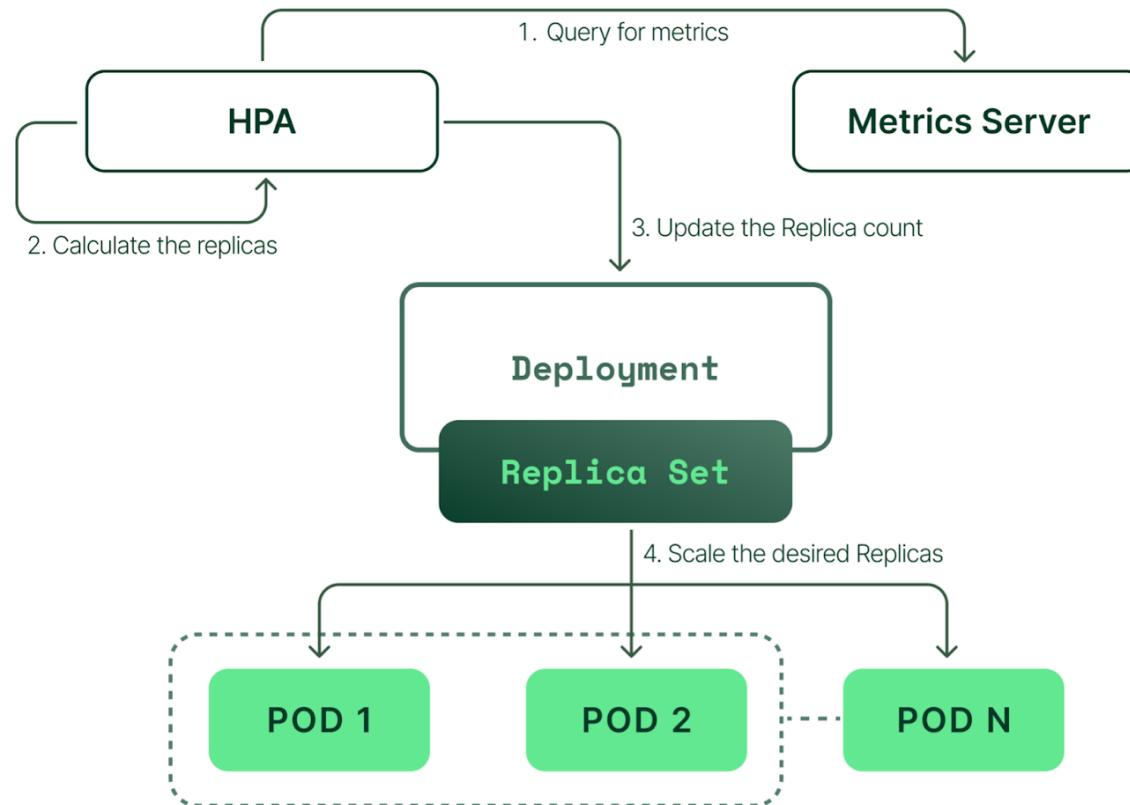 1. Query for metrics
HPA
Metrics Server
2. Calculate the replicas
3. Update the Replica count
Deployment
Replica Set
4. Scale the desired Replicas
POD 1
POD 2
POD N